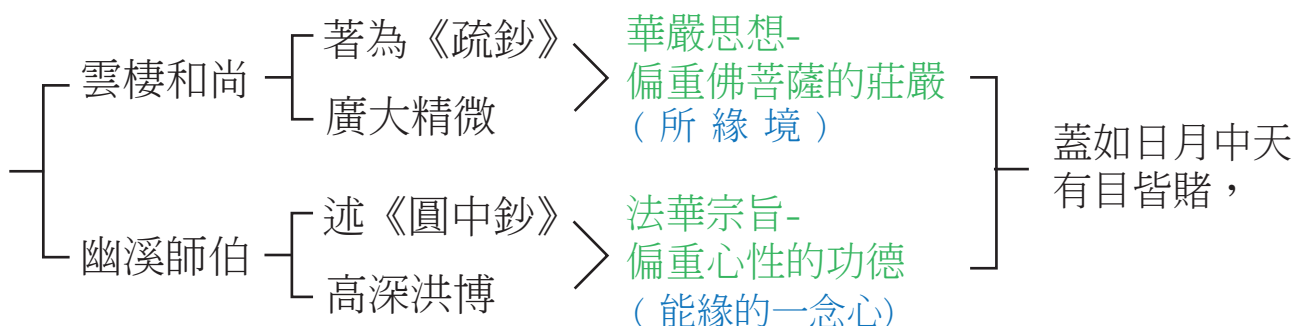 雲棲和尚
著為《疏鈔》
廣大精微
華嚴思想-
偏重佛菩薩的莊嚴
(所緣境)
幽溪師伯
述《圓中鈔》
高深洪博
法華宗旨-
偏重心性的功德
(能緣的一念心)
蓋如日月中天
有目皆賭，